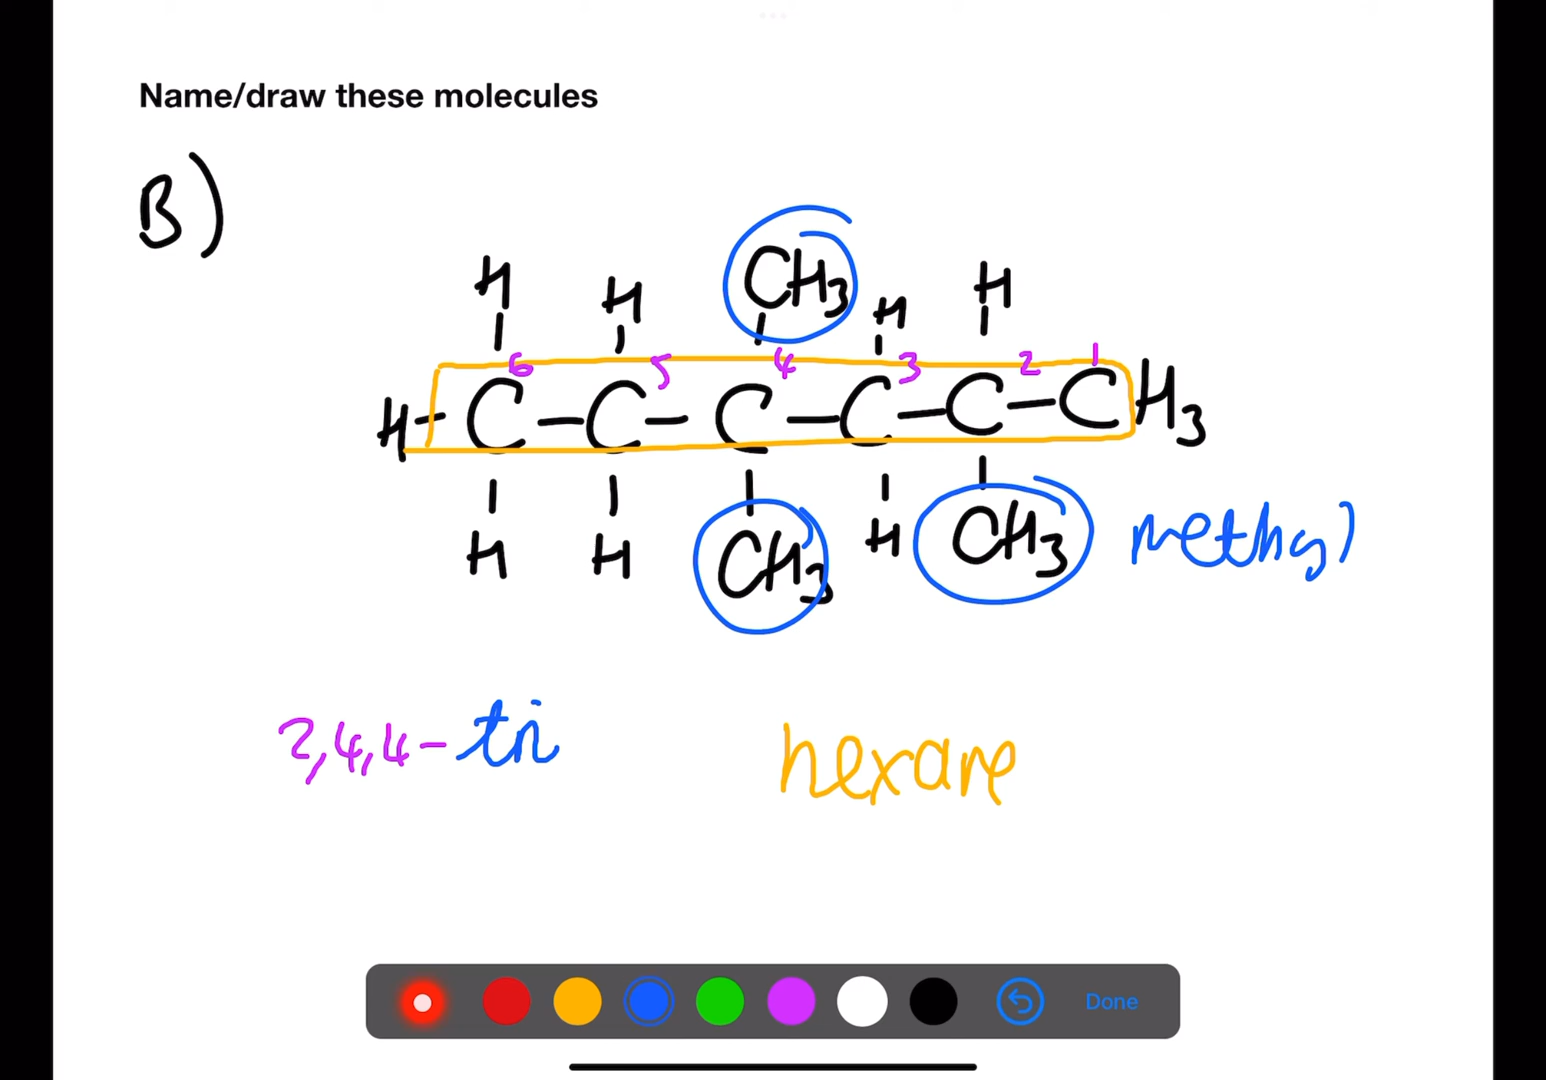 Name/draw these molecules
B)
CH3
H H H H
6 5 4 3 2 1
H-C-C-C-C-C-CH3
H H CH3 H CH3 methyl
2,4,4-tri hexane
Done